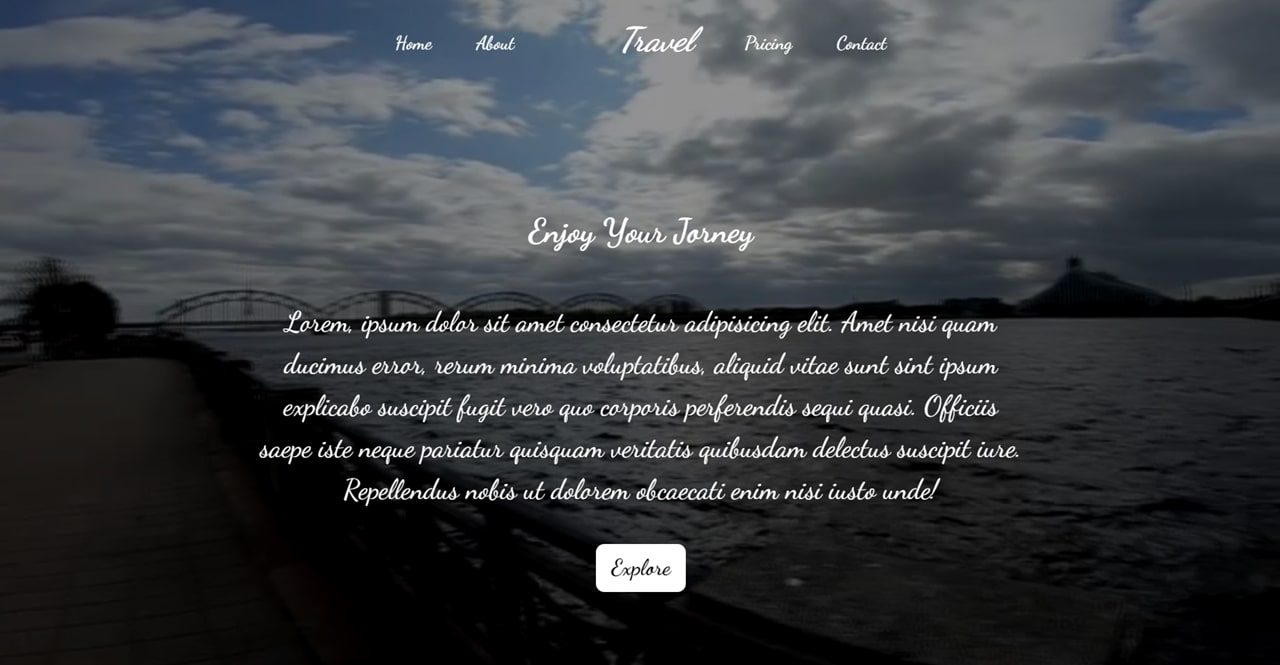 Home About Travel Pricing Contact
Enjoy Your Jorney
Lorem, ipsum dolor sit amet consectetur adipisicing elit. Amet nisi quam
ducimus error, rerum minima voluptatibus, aliquid vitae sunt sint ipsum
explicabo suscipit fugit vero quo corporis perferendis sequi quasi. Officiis
saepe iste neque pariatur quisquam veritatis quibusdam delectus suscipit iure.
Repellendus nobis ut dolorem obcaecati enim nisi iusto unde!
Explore